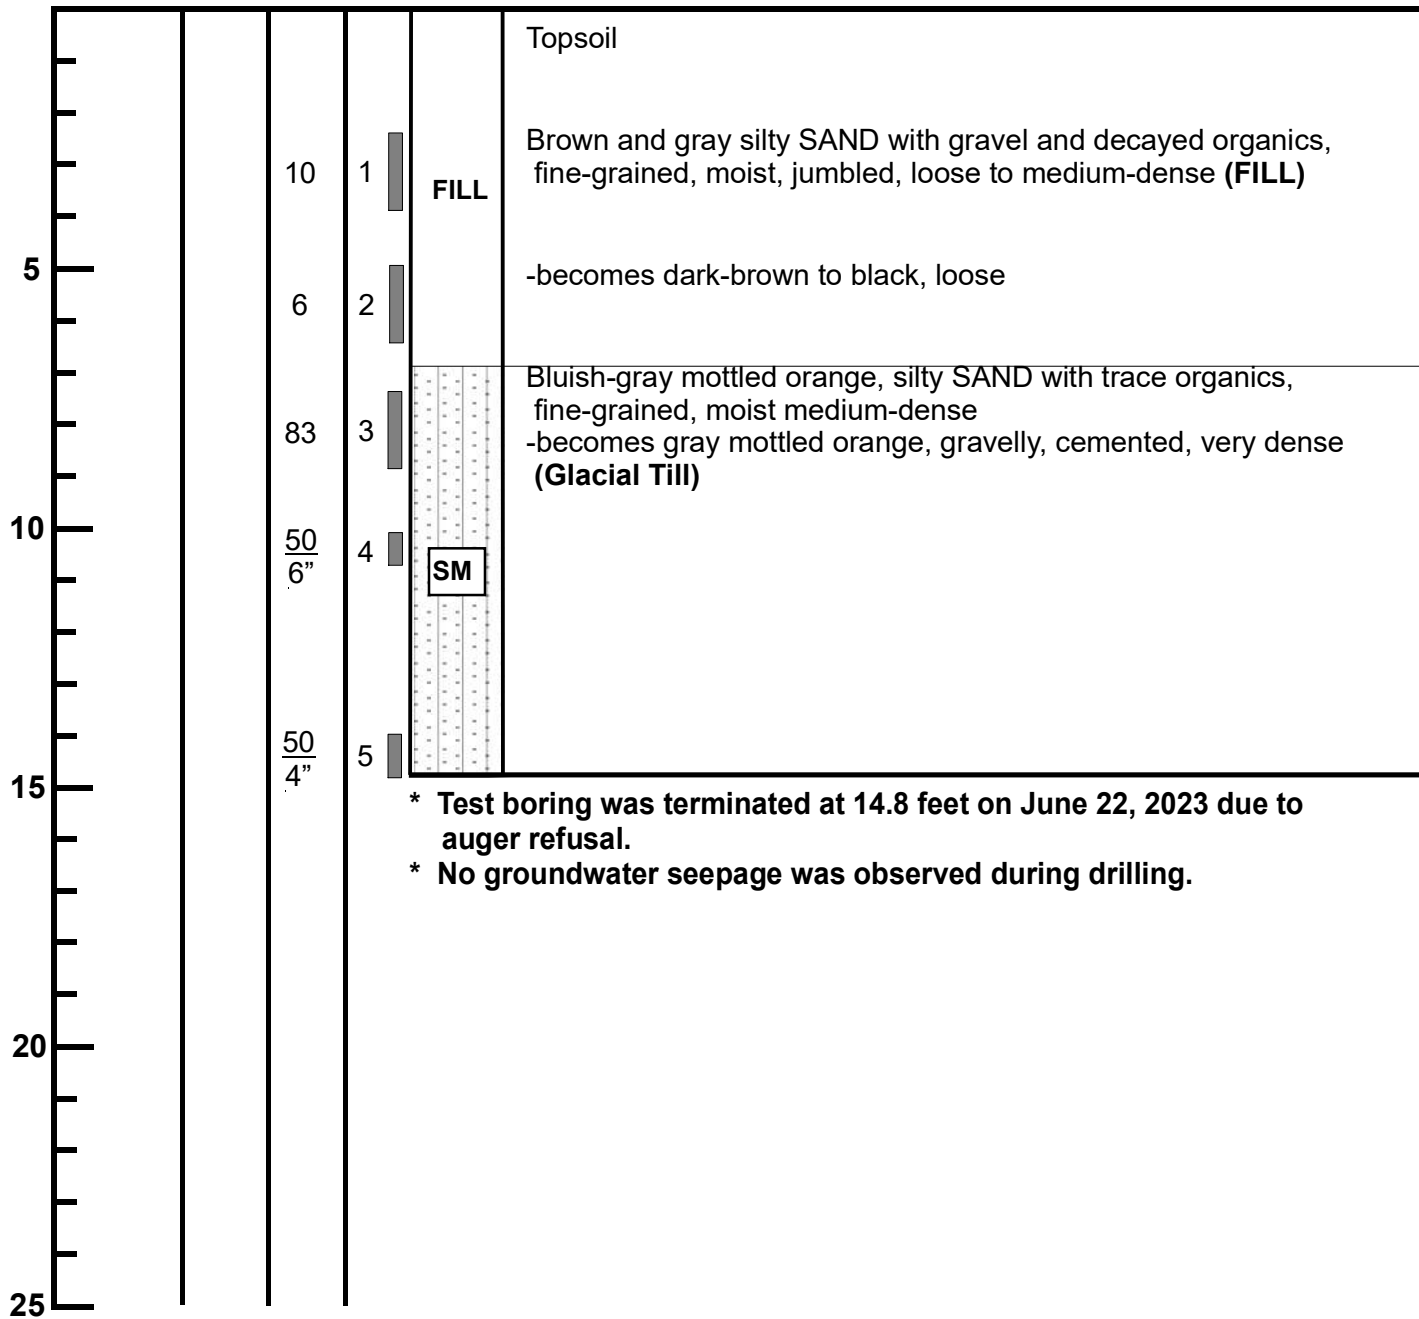 Topsoil
Brown and gray silty SAND with gravel and decayed organics,
10 1 FILL fine-grained, moist, jumbled, loose to medium-dense (FILL)
5 -becomes dark-brown to black, loose
6 2
Bluish-gray mottled orange, silty SAND with trace organics,
fine-grained, moist medium-dense
83 3 -becomes gray mottled orange, gravelly, cemented, very dense
(Glacial Till)
10
50 4
6” SM
50 5
4”
15
* Test boring was terminated at 14.8 feet on June 22, 2023 due to
auger refusal.
* No groundwater seepage was observed during drilling.
20
25